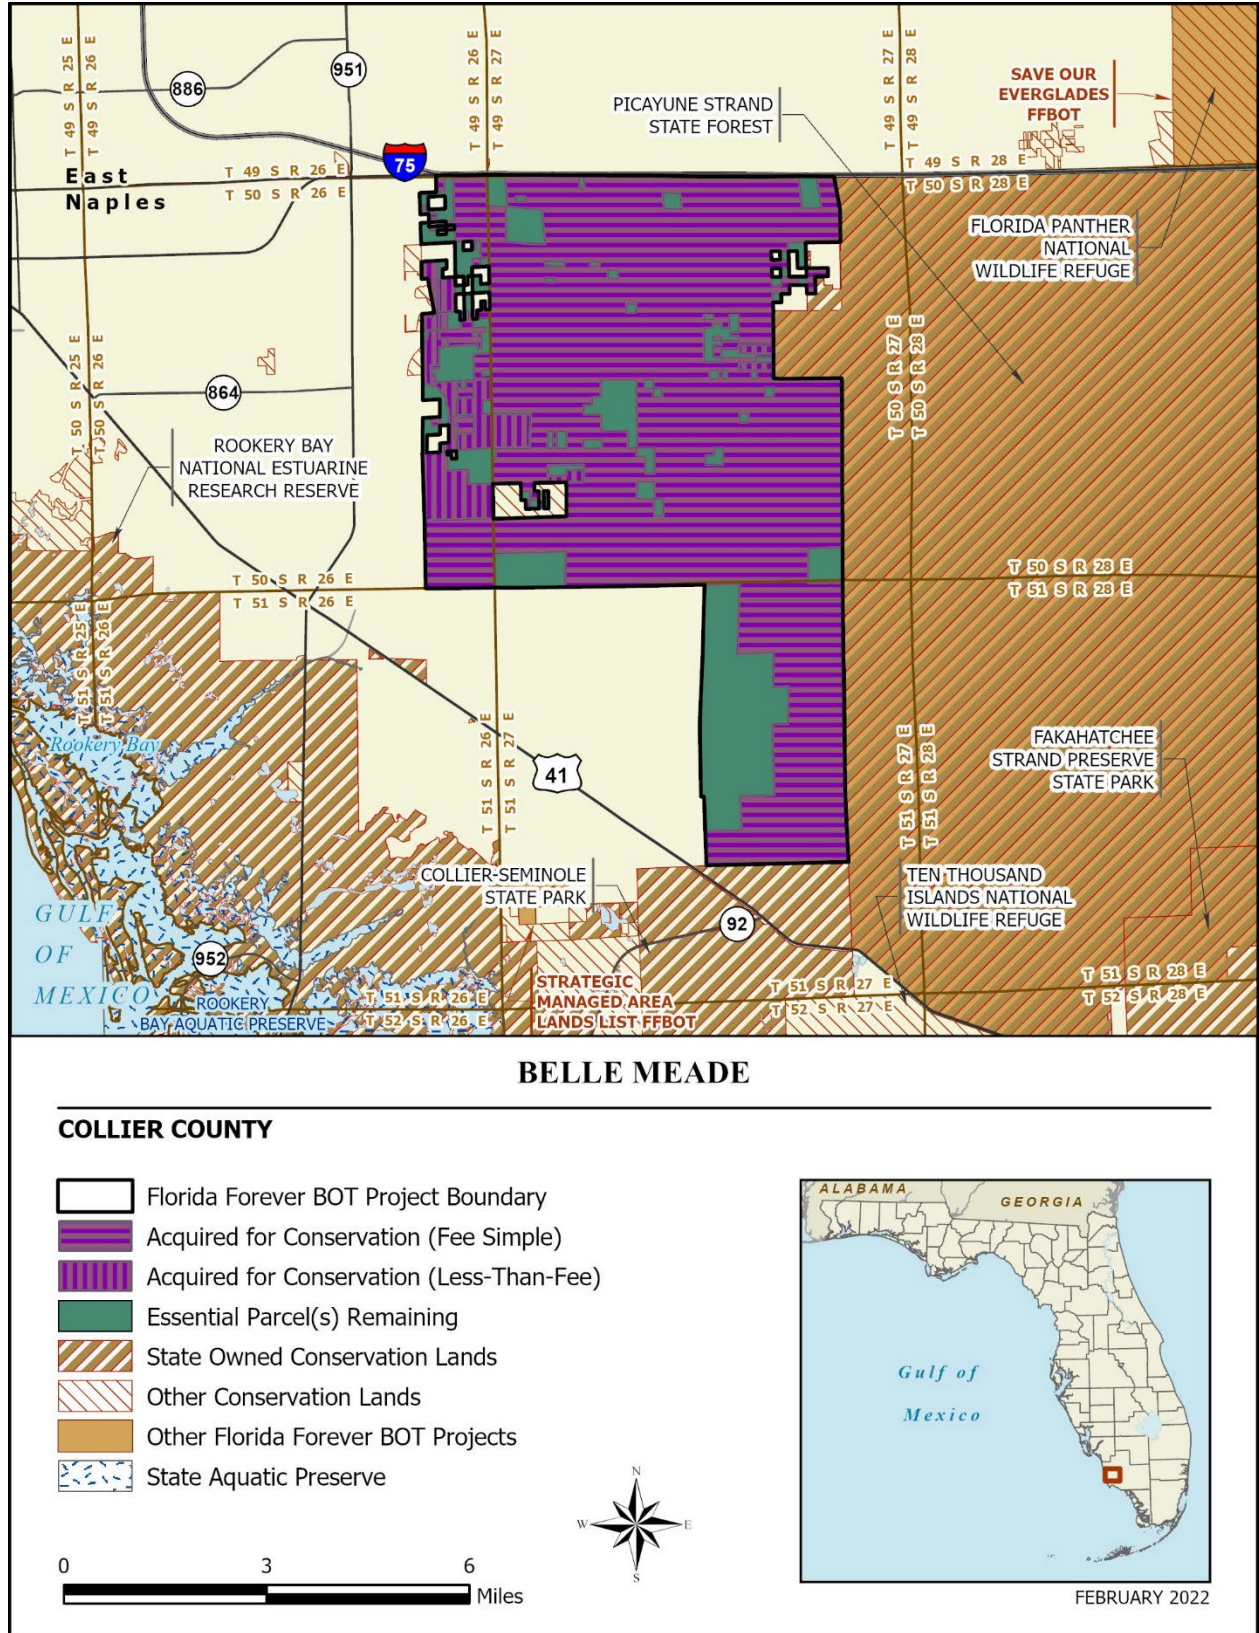 T 49 S R 25 E
T 49 S R 26 E
886
951
T 49 S R 26 E
T 49 S R 27 E
PICAYUNE STRAND
STATE FOREST
T 49 S R 27 E
T 49 S R 28 E
SAVE OUR
EVERGLADES
FFBOT
75
East
Naples
T 49 S R 26 E
T 50 S R 26 E
T 49 S R 28 E
T 50 S R 28 E
FLORIDA PANTHER
NATIONAL
WILDLIFE REFUGE
T 50 S R 25 E
T 50 S R 26 E
864
T 50 S R 27 E
T 50 S R 28 E
ROOKERY BAY
NATIONAL ESTUARINE
RESEARCH RESERVE
T 50 S R 26 E
T 51 S R 26 E
T 50 S R 28 E
T 51 S R 28 E
T 51 S R 25 E
T 51 S R 26 E
Rookery Bay
T 51 S R 26 E
T 51 S R 27 E
41
T 51 S R 27 E
T 51 S R 28 E
FAKAHATCHEE
STRAND PRESERVE
STATE PARK
COLLIER-SEMINOLE
STATE PARK
TEN THOUSAND
ISLANDS NATIONAL
WILDLIFE REFUGE
92
GULF
OF
MEXICO
952
ROOKERY
BAY AQUATIC PRESERVE
T 51 S R 26 E
T 52 S R 26 E
STRATEGIC
MANAGED AREA
LANDS LIST FFBOT
T 51 S R 27 E
T 52 S R 27 E
T 51 S R 28 E
T 52 S R 28 E
BELLE MEADE
COLLIER COUNTY
Florida Forever BOT Project Boundary
Acquired for Conservation (Fee Simple)
Acquired for Conservation (Less-Than-Fee)
Essential Parcel(s) Remaining
State Owned Conservation Lands
Other Conservation Lands
Other Florida Forever BOT Projects
State Aquatic Preserve
N
W
E
S
0 3 6
Miles
ALABAMA
GEORGIA
Gulf of
Mexico
FEBRUARY 2022